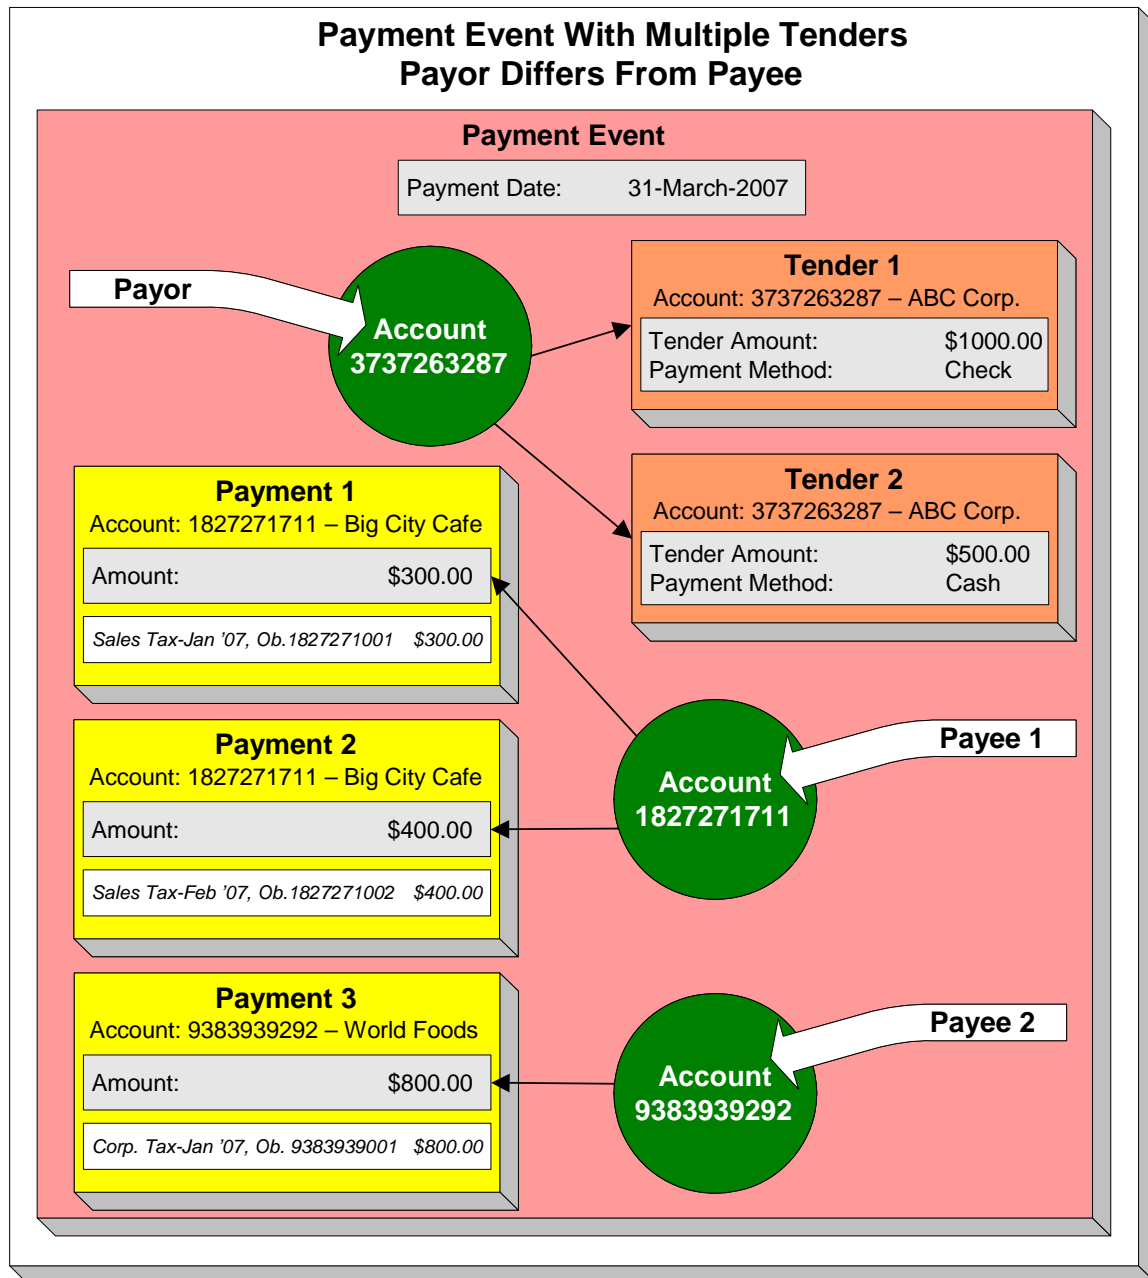 Payment Event With Multiple Tenders
Payor Differs From Payee
Payment Event
Payment Date: 31-March-2007
Payor
Account
3737263287
Tender 1
Account: 3737263287 – ABC Corp.
Tender Amount: $1000.00
Payment Method: Check
Tender 2
Account: 3737263287 – ABC Corp.
Tender Amount: $500.00
Payment Method: Cash
Payment 1
Account: 1827271711 – Big City Cafe
Amount: $300.00
Sales Tax-Jan '07, Ob.1827271001 $300.00
Payee 1
Account
1827271711
Payment 2
Account: 1827271711 – Big City Cafe
Amount: $400.00
Sales Tax-Feb '07, Ob.1827271002 $400.00
Payment 3
Account: 9383939292 – World Foods
Amount: $800.00
Corp. Tax-Jan '07, Ob. 9383939001 $800.00
Payee 2
Account
9383939292